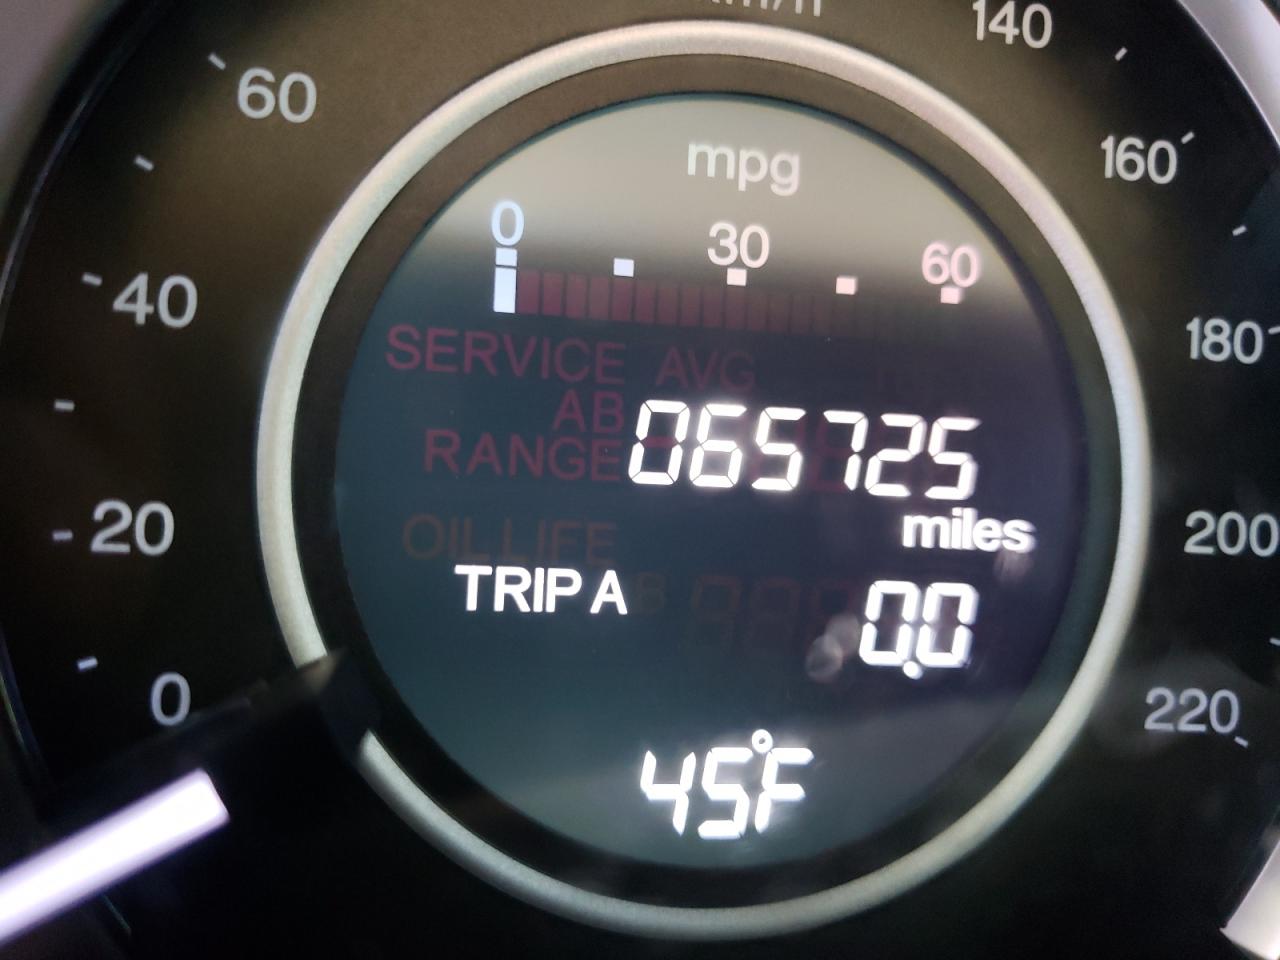 km/h
140
60
160
mpg
0 30 60
40
180
SERVICE AVG
AB
RANGE
065725
miles
20
200
OIL LIFE
TRIP A 0.0
0
220
45°F